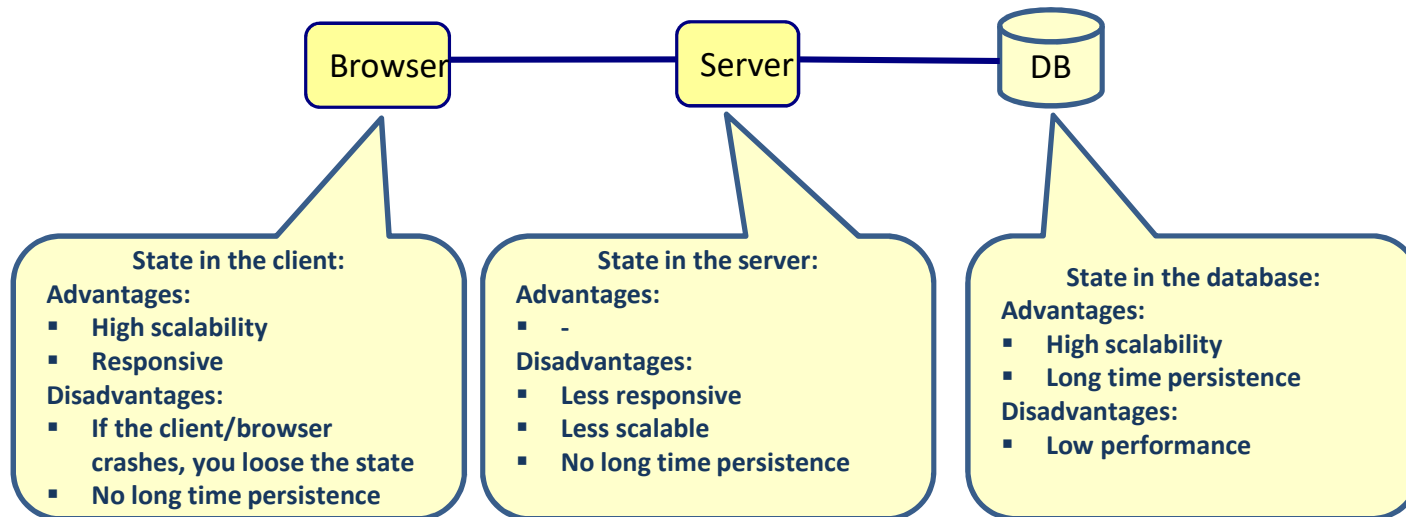 Browser
Server
DB
State in the client:
Advantages:
▪ High scalability
▪ Responsive
Disadvantages:
▪ If the client/browser
crashes, you loose the state
▪ No long time persistence
State in the server:
Advantages:
▪ -
Disadvantages:
▪ Less responsive
▪ Less scalable
▪ No long time persistence
State in the database:
Advantages:
▪ High scalability
▪ Long time persistence
Disadvantages:
▪ Low performance